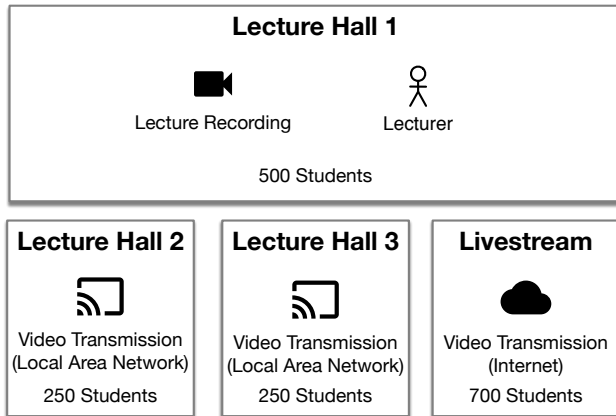 Lecture Hall 1
Lecture Recording
Lecturer
500 Students
Lecture Hall 2
Video Transmission
(Local Area Network)
250 Students
Lecture Hall 3
Video Transmission
(Local Area Network)
250 Students
Livestream
Video Transmission
(Internet)
700 Students